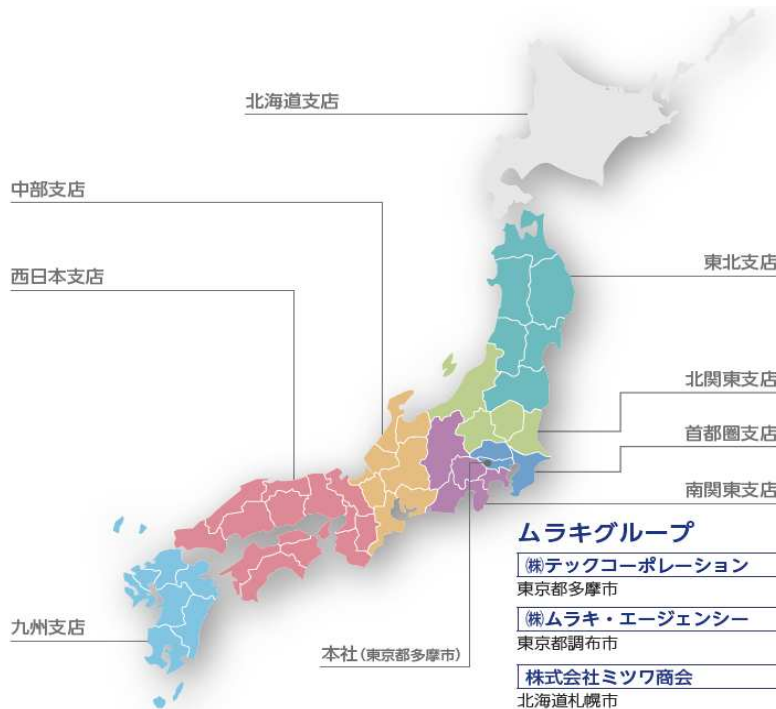 北海道支店
中部支店
西日本支店
東北支店
北関東支店
首都圏支店
南関東支店
九州支店
本社(東京都多摩市)
ムラキグループ
㈱テックコーポレーション
東京都多摩市
㈱ムラキ・エージェンシー
東京都調布市
株式会社ミツワ商会
北海道札幌市